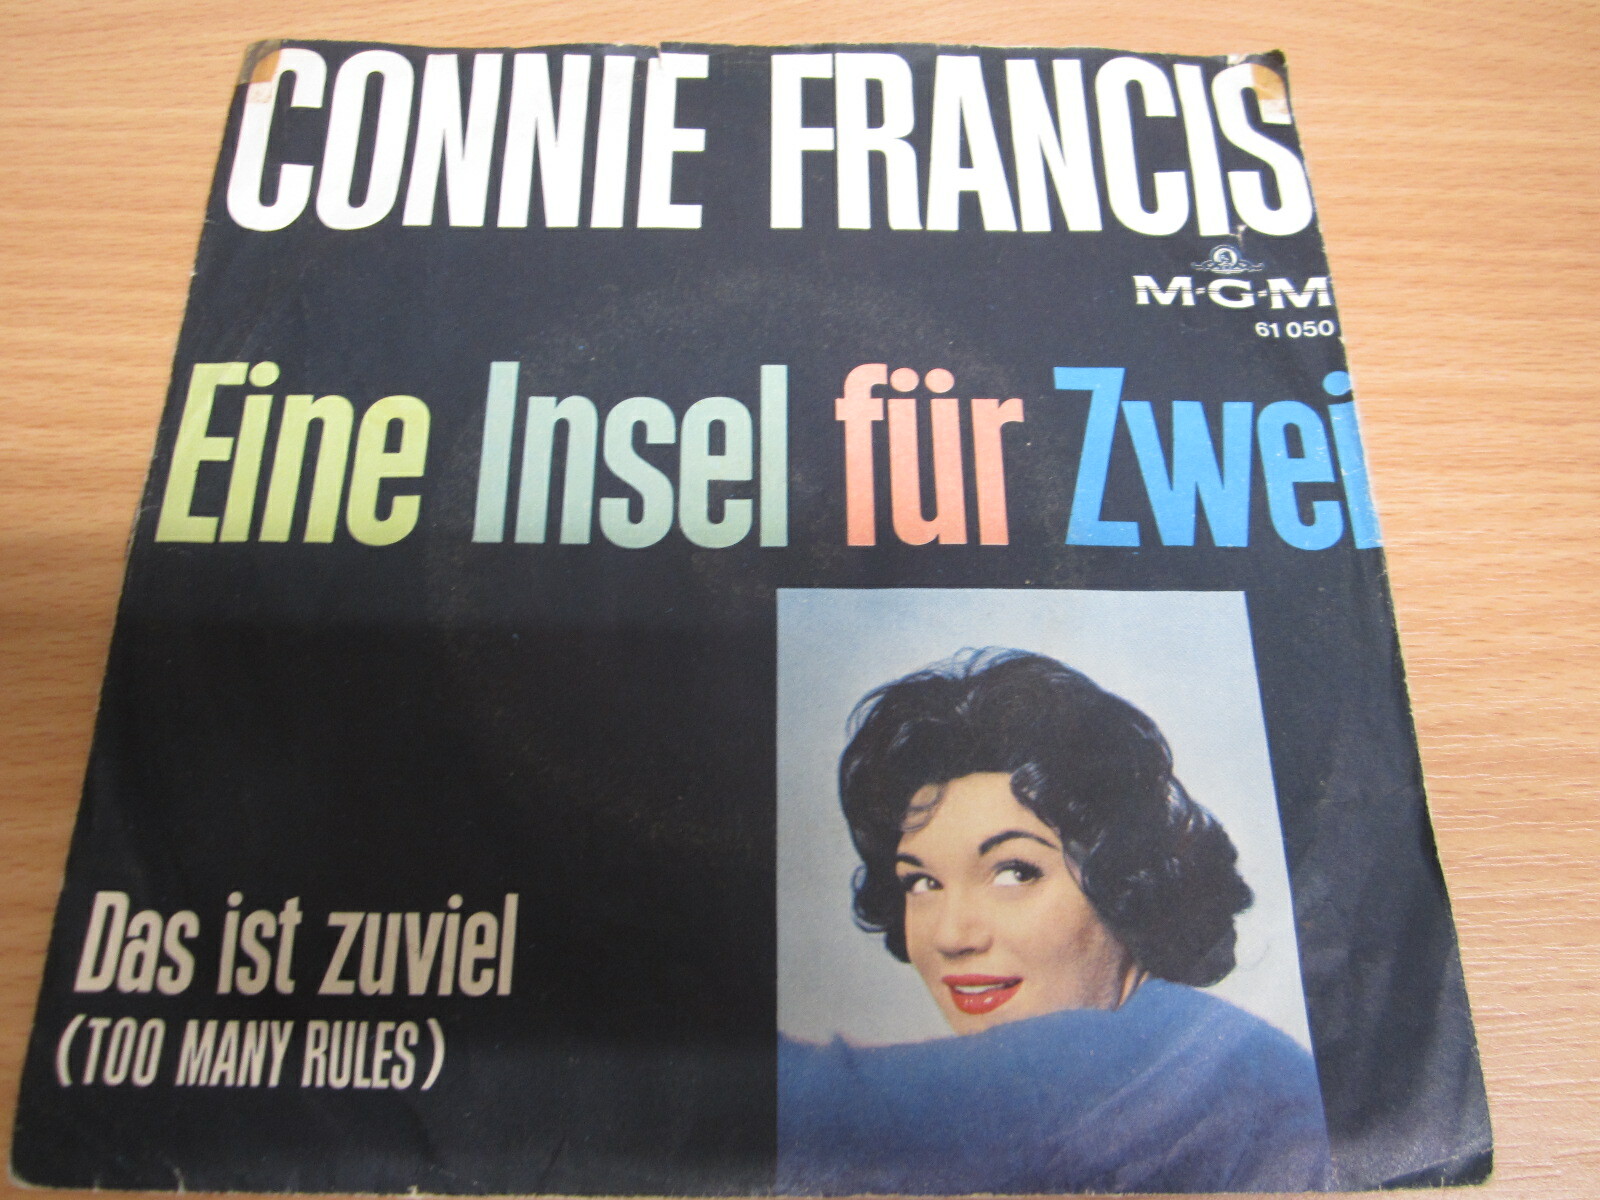 CONNIE FRANCIS
M-G-M
61 050
Eine Insel für Zwei
Das ist zuviel
(TOO MANY RULES)